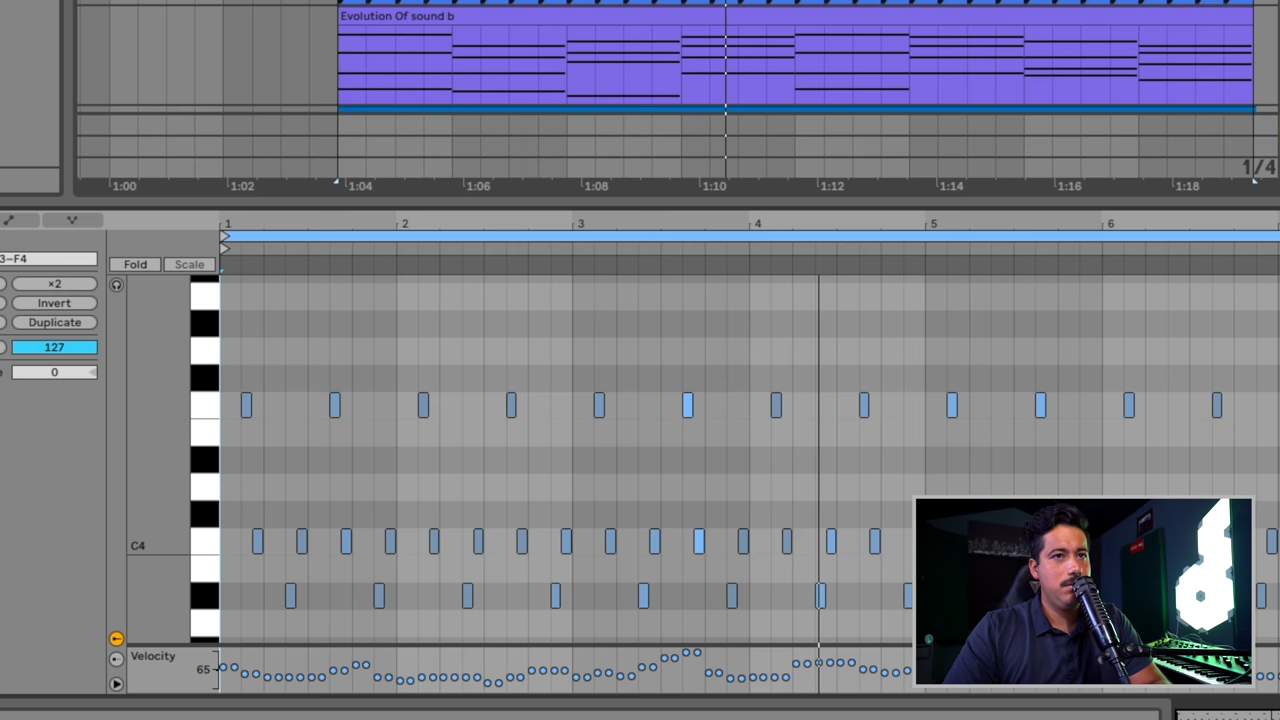 Evolution Of sound b
1/4
1:00 1:02 1:04 1:06 1:08 1:10 1:12 1:14 1:16 1:18
1 2 3 4 5 6
3–F4
Fold Scale
×2
Invert
Duplicate
127
0
C4
Velocity
65